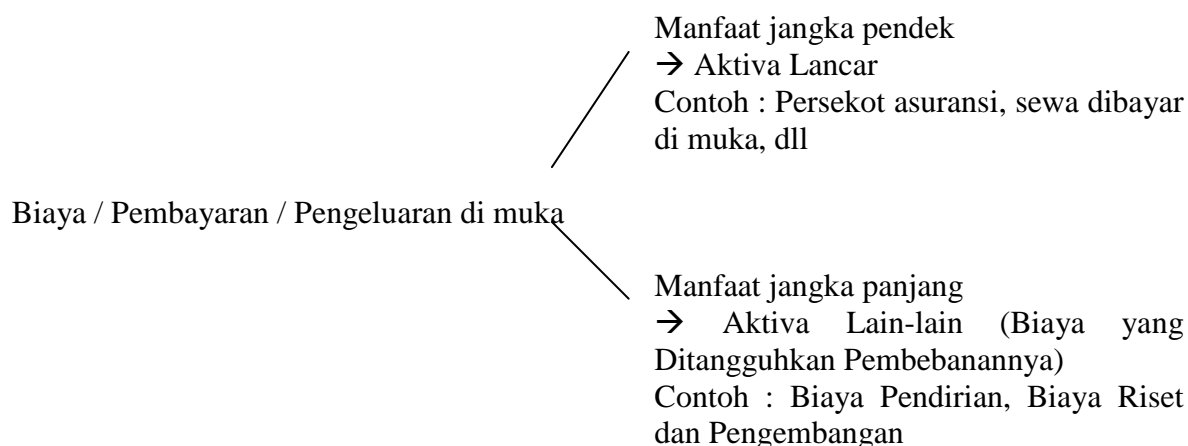 Manfaat jangka pendek
→ Aktiva Lancar
Contoh : Persekot asuransi, sewa dibayar
di muka, dll
Biaya / Pembayaran / Pengeluaran di muka
Manfaat jangka panjang
→ Aktiva Lain-lain (Biaya yang
Ditangguhkan Pembebanannya)
Contoh : Biaya Pendirian, Biaya Riset
dan Pengembangan